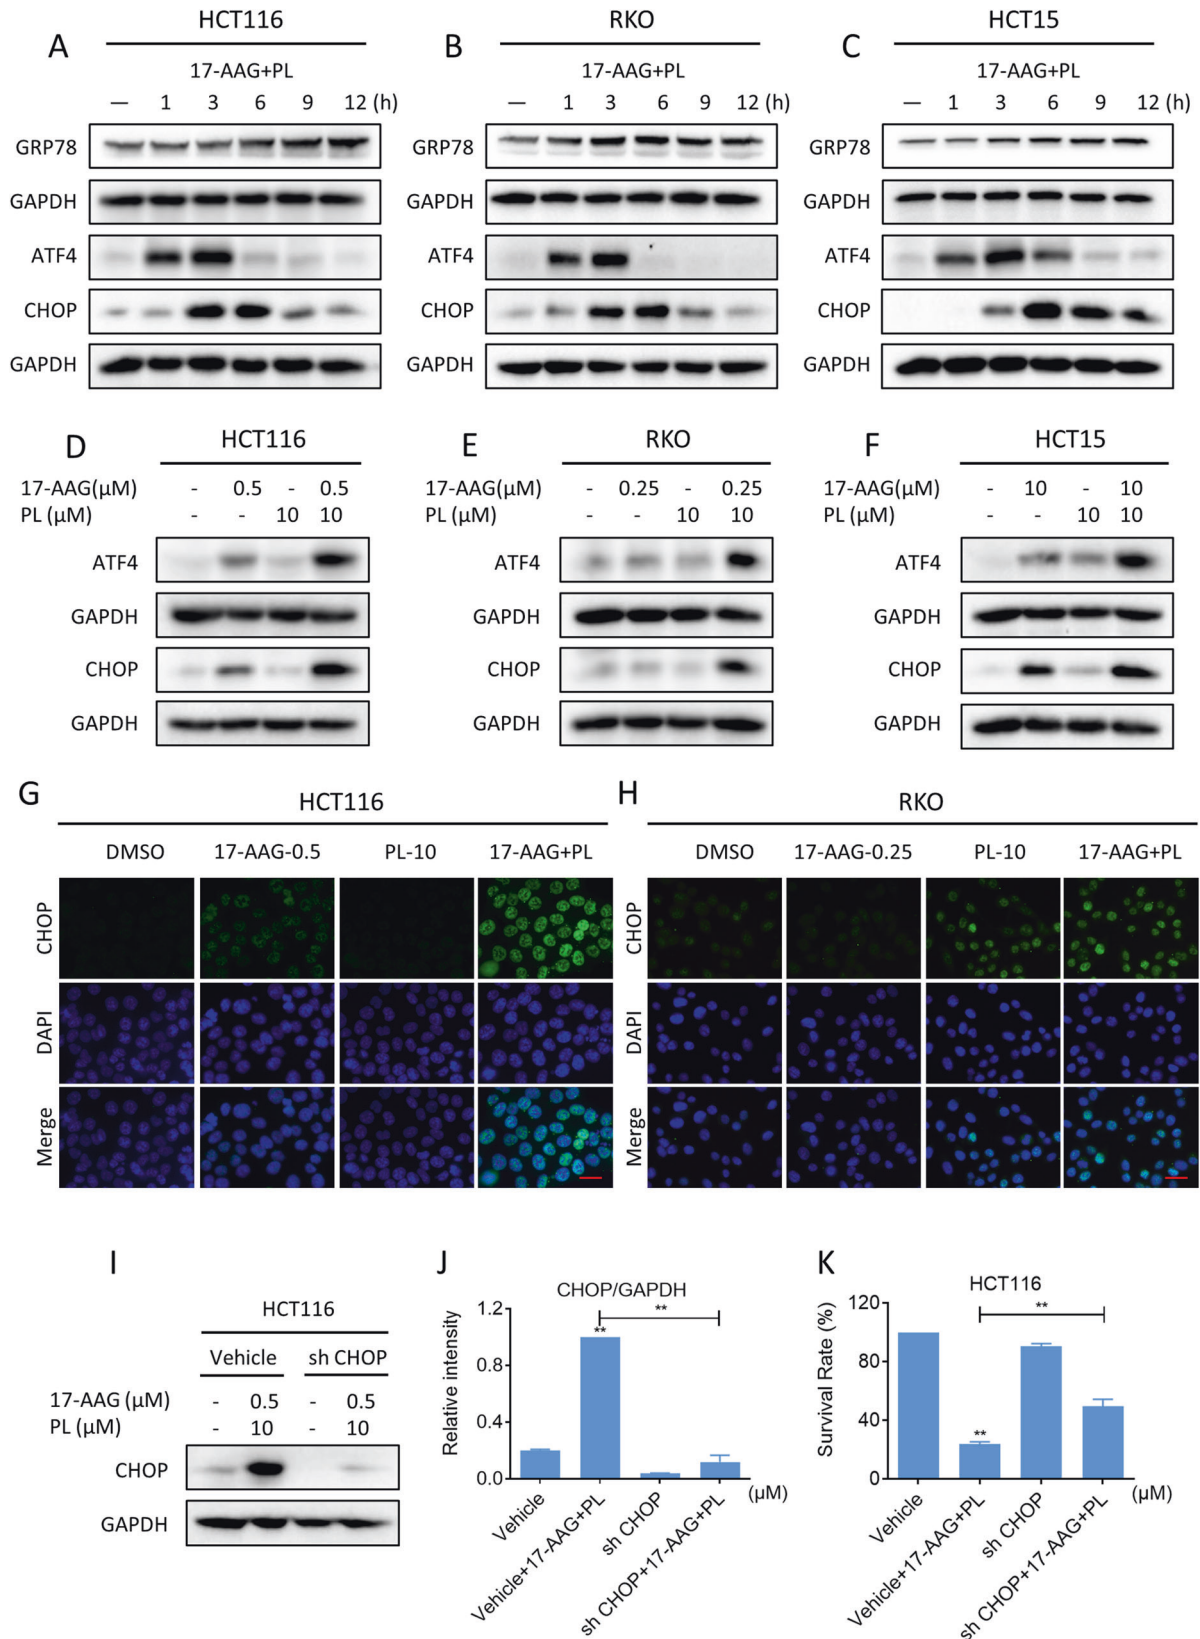 HCT116
RKO
HCT15
A
B
C
17-AAG+PL
17-AAG+PL
17-AAG+PL
— 1 3 6 9 12 (h)
— 1 3 6 9 12 (h)
— 1 3 6 9 12 (h)
GRP78
GRP78
GRP78
GAPDH
GAPDH
GAPDH
ATF4
ATF4
ATF4
CHOP
CHOP
CHOP
GAPDH
GAPDH
GAPDH
D
HCT116
17-AAG(μM) - 0.5 - 0.5
PL (μM) - - 10 10
ATF4
GAPDH
CHOP
GAPDH
E
RKO
17-AAG(μM) - 0.25 - 0.25
PL (μM) - - 10 10
ATF4
GAPDH
CHOP
GAPDH
F
HCT15
17-AAG(μM) - 10 - 10
PL (μM) - - 10 10
ATF4
GAPDH
CHOP
GAPDH
G
HCT116
DMSO 17-AAG-0.5 PL-10 17-AAG+PL
CHOP
DAPI
Merge
H
RKO
DMSO 17-AAG-0.25 PL-10 17-AAG+PL
CHOP
DAPI
Merge
I
HCT116
Vehicle sh CHOP
17-AAG (μM) - 0.5 - 0.5
PL (μM) - 10 - 10
CHOP
GAPDH
J
CHOP/GAPDH
Relative intensity
1.2
0.8
0.4
0.0
**
**
Vehicle
Vehicle+17-AAG+PL
sh CHOP
sh CHOP+17-AAG+PL
(μM)
K
HCT116
Survival Rate (%)
120
80
40
0
**
**
Vehicle
Vehicle+17-AAG+PL
sh CHOP
sh CHOP+17-AAG+PL
(μM)